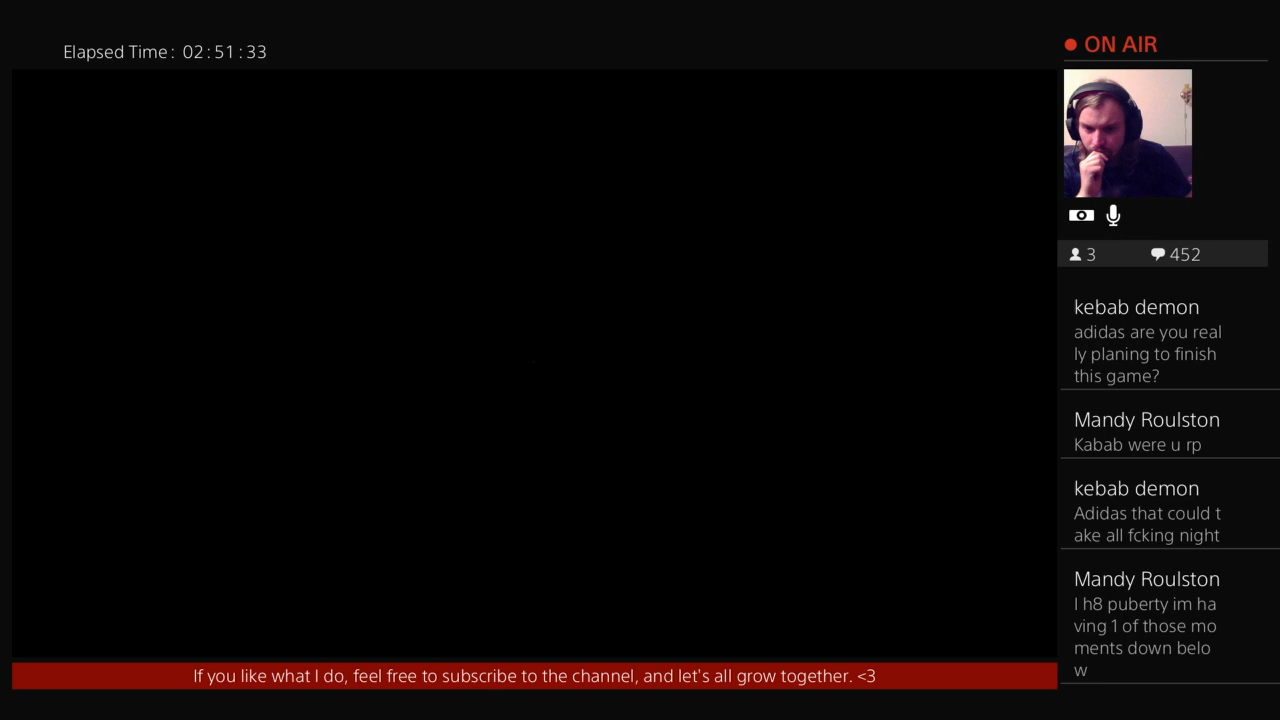 Elapsed Time: 02:51:33
ON AIR
3
452
kebab demon
adidas are you real
ly planing to finish
this game?
Mandy Roulston
Kabab were u rp
kebab demon
Adidas that could t
ake all fcking night
Mandy Roulston
I h8 puberty im ha
ving 1 of those mo
ments down belo
w
If you like what I do, feel free to subscribe to the channel, and let's all grow together. <3